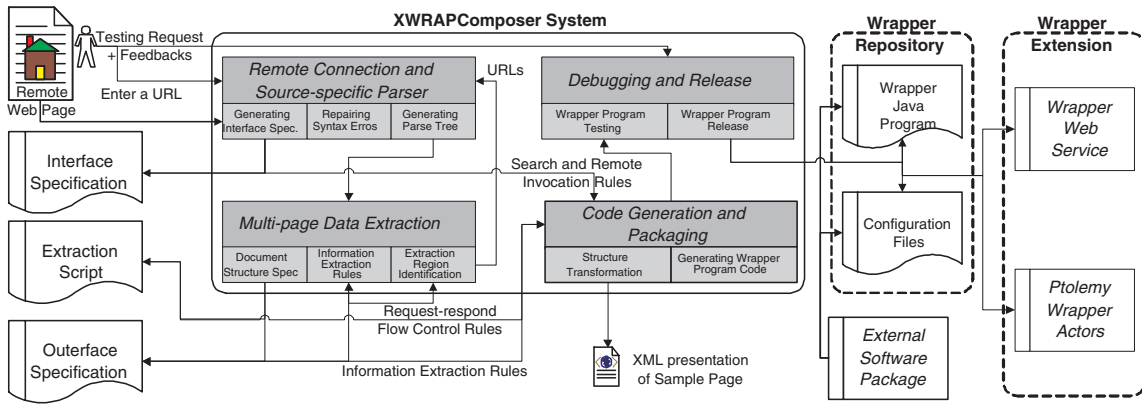 XWRAPComposer System
Wrapper
Repository
Wrapper
Extension
Remote
Web Page
Testing Request
+ Feedbacks
Enter a URL
URLs
Remote Connection and
Source-specific Parser
Generating
Interface Spec.
Repairing
Syntax Erros
Generating
Parse Tree
Debugging and Release
Wrapper Program
Testing
Wrapper Program
Release
Wrapper
Java
Program
Wrapper
Web
Service
Interface
Specification
Search and Remote
Invocation Rules
Multi-page Data Extraction
Document
Structure Spec
Information
Extraction
Rules
Extraction
Region
Identification
Code Generation and
Packaging
Structure
Transformation
Generating Wrapper
Program Code
Configuration
Files
Extraction
Script
Request-respond
Flow Control Rules
Outerface
Specification
Information Extraction Rules
XML presentation
of Sample Page
External
Software
Package
Ptolemy
Wrapper
Actors